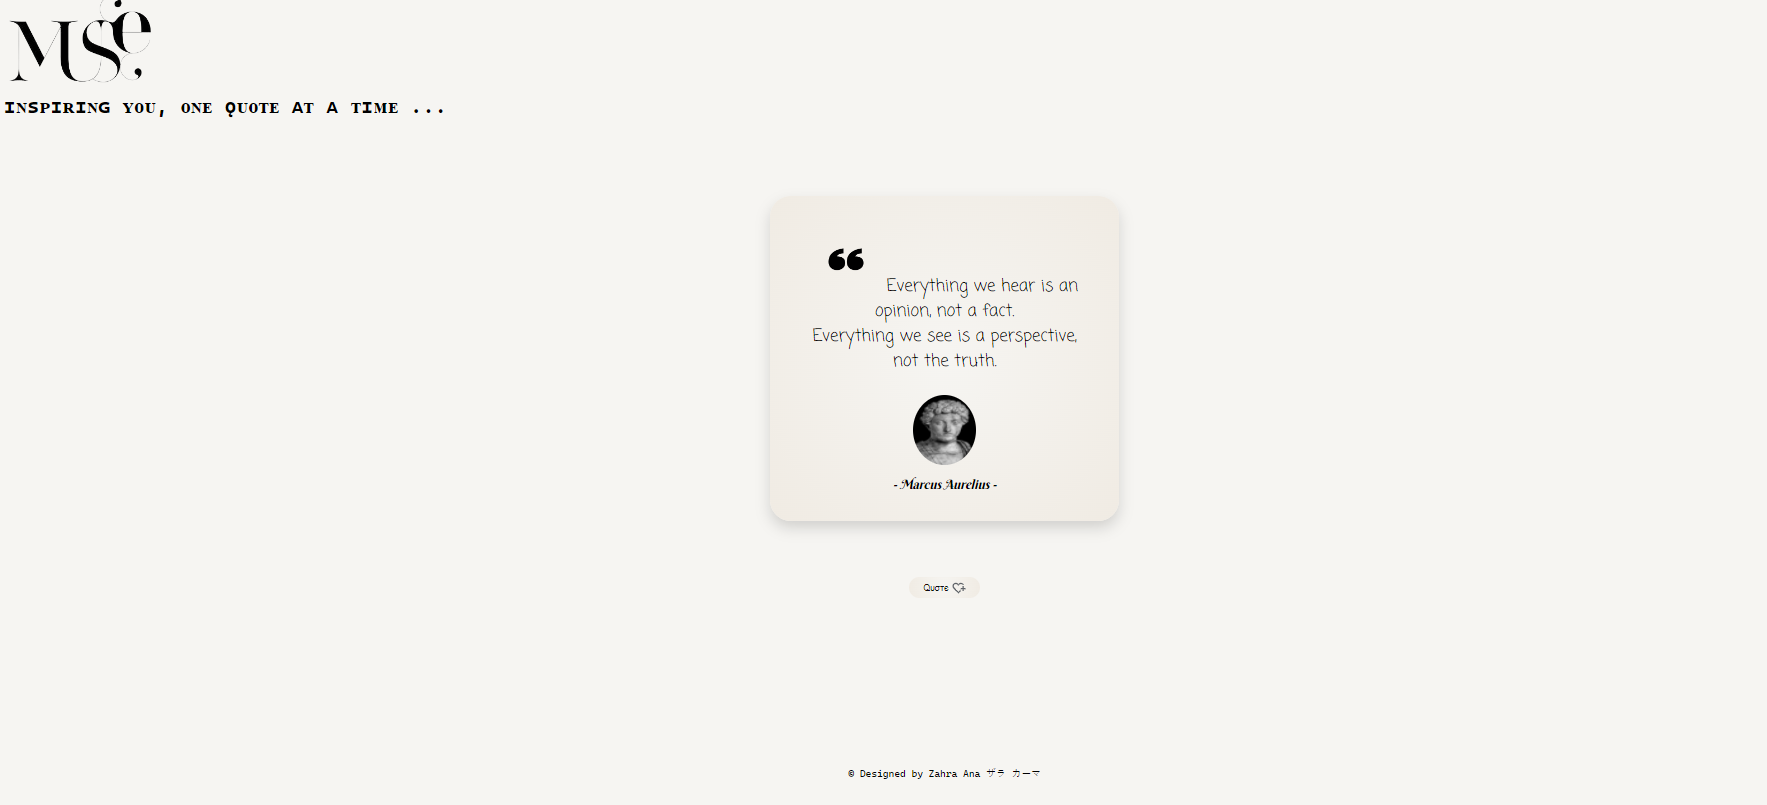 Muse
INSPIRING YOU, ONE QUOTE AT A TIME ...
❝
Everything we hear is an
opinion, not a fact.
Everything we see is a perspective,
not the truth.
- Marcus Aurelius -
Quote
© Designed by Zahra Ana ザラ カーマ